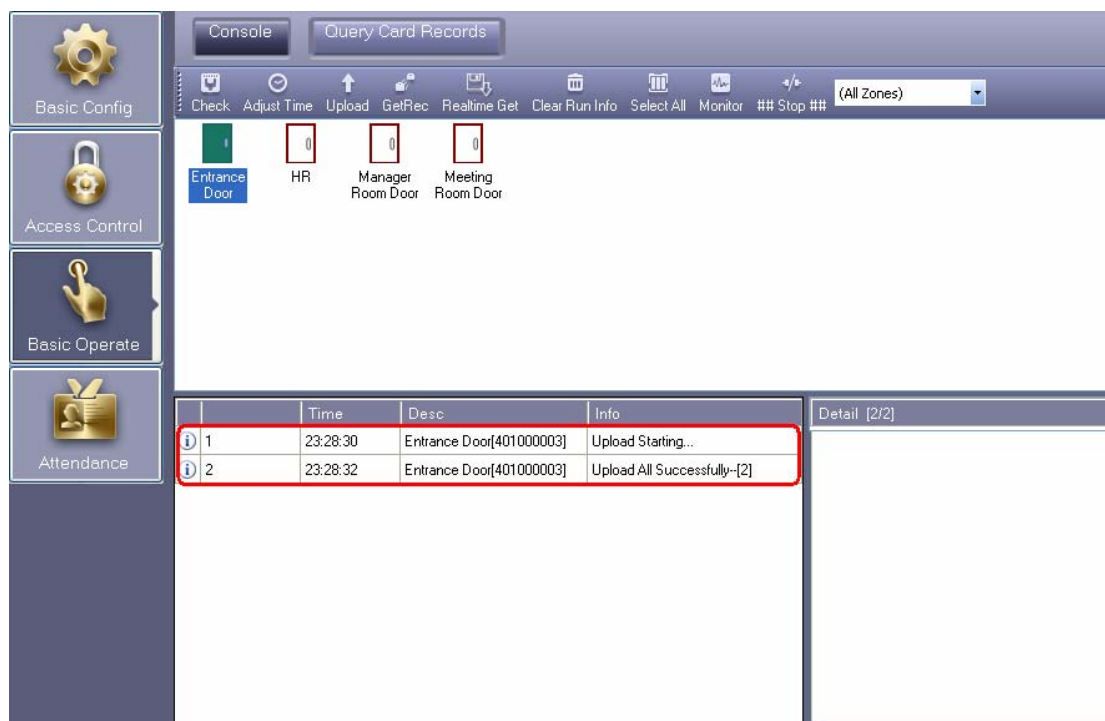 Console
Query Card Records
Check
Adjust Time
Upload
GetRec
Realtime Get
Clear Run Info
Select All
Monitor
## Stop ##
(All Zones)
Basic Config
Access Control
Basic Operate
Attendance
Entrance
Door
HR
Manager
Room Door
Meeting
Room Door
Time Desc Info
1 23:28:30 Entrance Door[401000003] Upload Starting...
2 23:28:32 Entrance Door[401000003] Upload All Successfully--[2]
Detail [2/2]